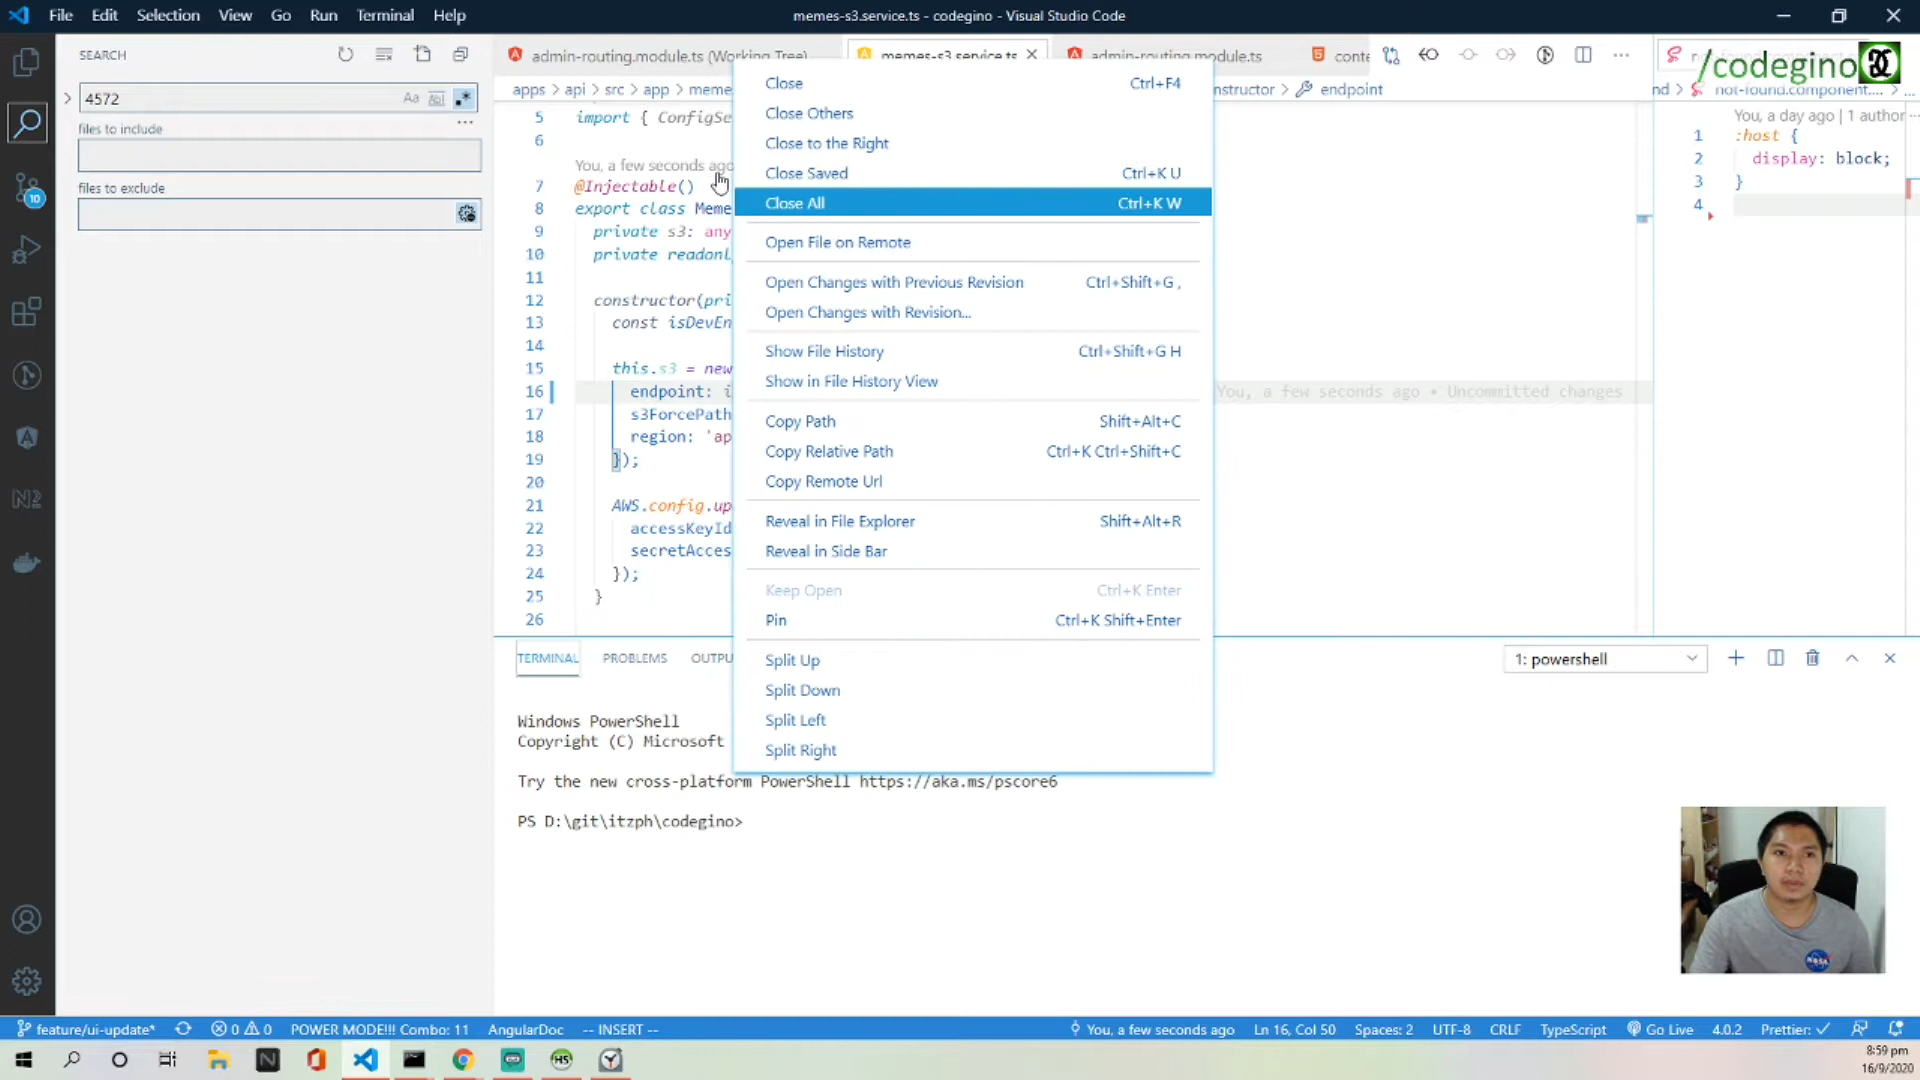 File Edit Selection View Go Run Terminal Help
memes-s3.service.ts - codegino - Visual Studio Code
SEARCH
4572
files to include
files to exclude
admin-routing.module.ts (Working Tree)
memes-s3.service.ts
admin-routing.module.ts
conte
/codegino
apps > api > src > app > meme
nstructor > endpoint
nd > not-found.component....
Close Ctrl+F4
Close Others
Close to the Right
Close Saved Ctrl+K U
Close All Ctrl+K W
Open File on Remote
Open Changes with Previous Revision Ctrl+Shift+G ,
Open Changes with Revision...
Show File History Ctrl+Shift+G H
Show in File History View
Copy Path Shift+Alt+C
Copy Relative Path Ctrl+K Ctrl+Shift+C
Copy Remote Url
Reveal in File Explorer Shift+Alt+R
Reveal in Side Bar
Keep Open Ctrl+K Enter
Pin Ctrl+K Shift+Enter
Split Up
Split Down
Split Left
Split Right
5 import { ConfigSe
6
You, a few seconds ago
7 @Injectable()
8 export class Meme
9 private s3: any
10 private readonl
11
12 constructor(pri
13 const isDevEn
14
15 this.s3 = new
16 endpoint: i
You, a few seconds ago • Uncommitted changes
17 s3ForcePath
18 region: 'ap
19 });
20
21 AWS.config.up
22 accessKeyId
23 secretAcces
24 });
25 }
26
You, a day ago | 1 author
1 :host {
2 display: block;
3 }
4
TERMINAL PROBLEMS OUTPU
1: powershell
Windows PowerShell
Copyright (C) Microsoft
Try the new cross-platform PowerShell https://aka.ms/pscore6
PS D:\git\itzph\codegino>
NASA
10
feature/ui-update* 0 0 POWER MODE!!! Combo: 11 AngularDoc -- INSERT --
You, a few seconds ago Ln 16, Col 50 Spaces: 2 UTF-8 CRLF TypeScript Go Live 4.0.2 Prettier: ✓
8:59 pm
16/9/2020